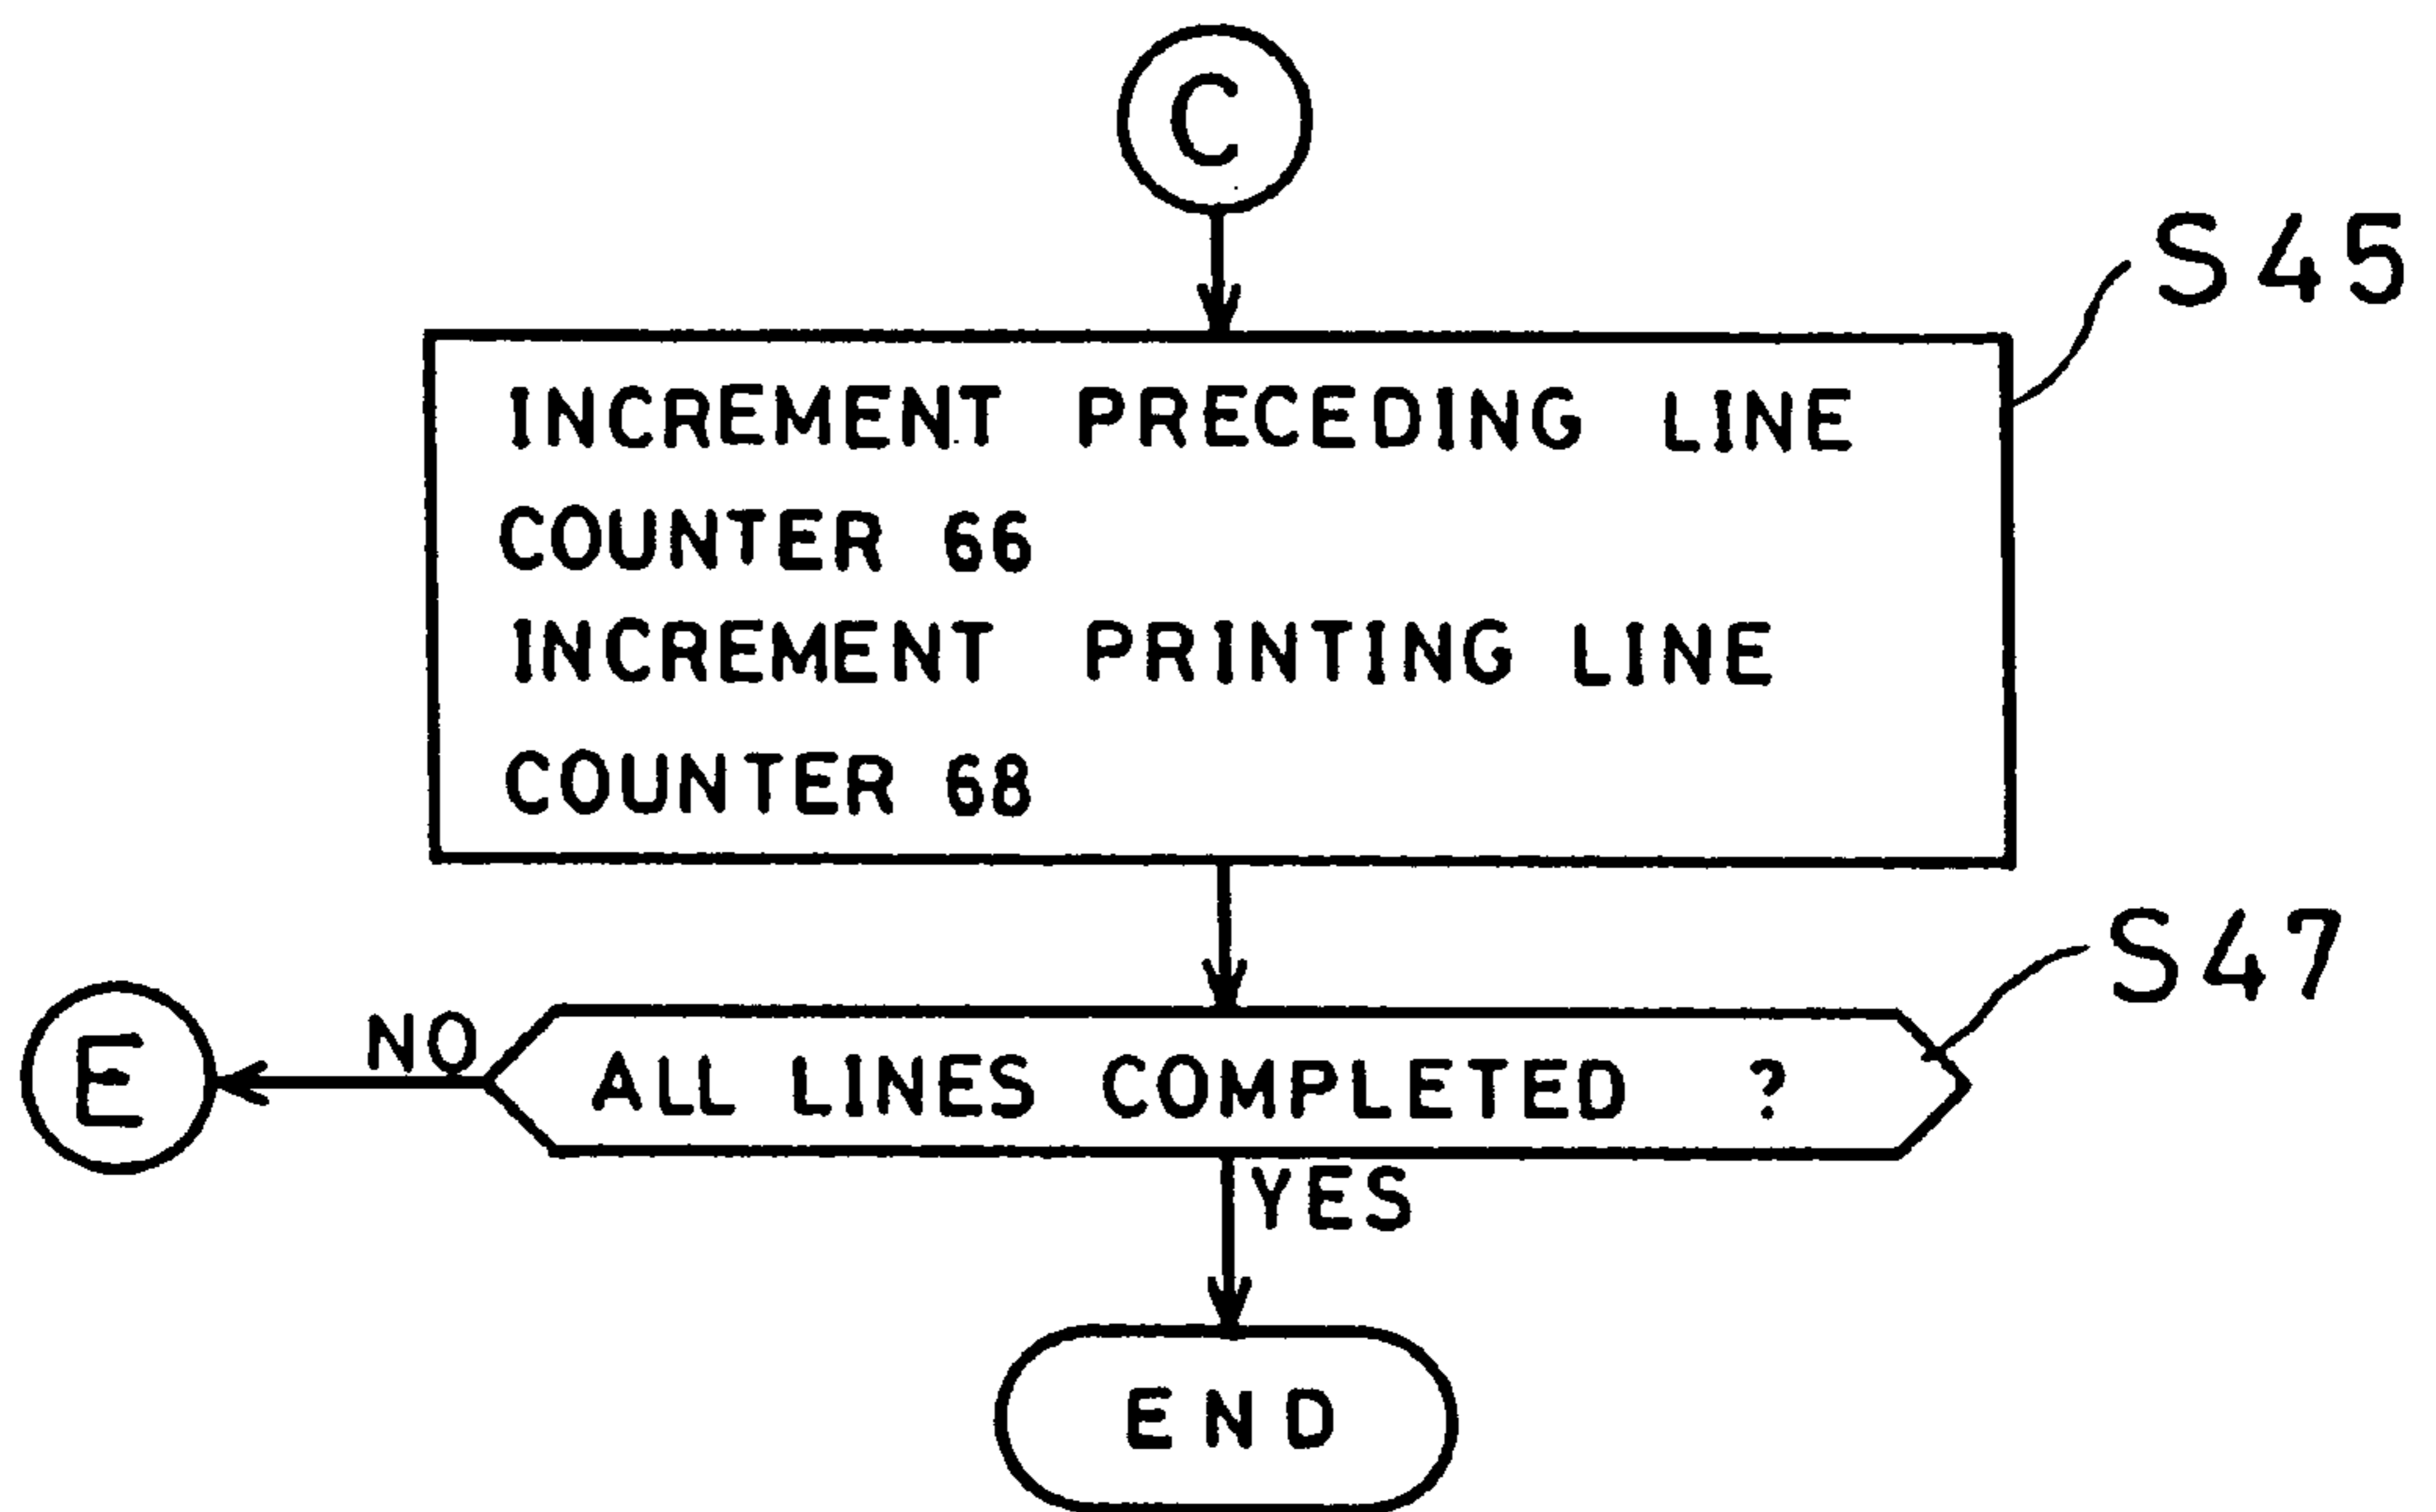 C
S45
INCREMENT PRECEDING LINE
COUNTER 66
INCREMENT PRINTING LINE
COUNTER 68
S47
E
NO
ALL LINES COMPLETED ?
YES
END